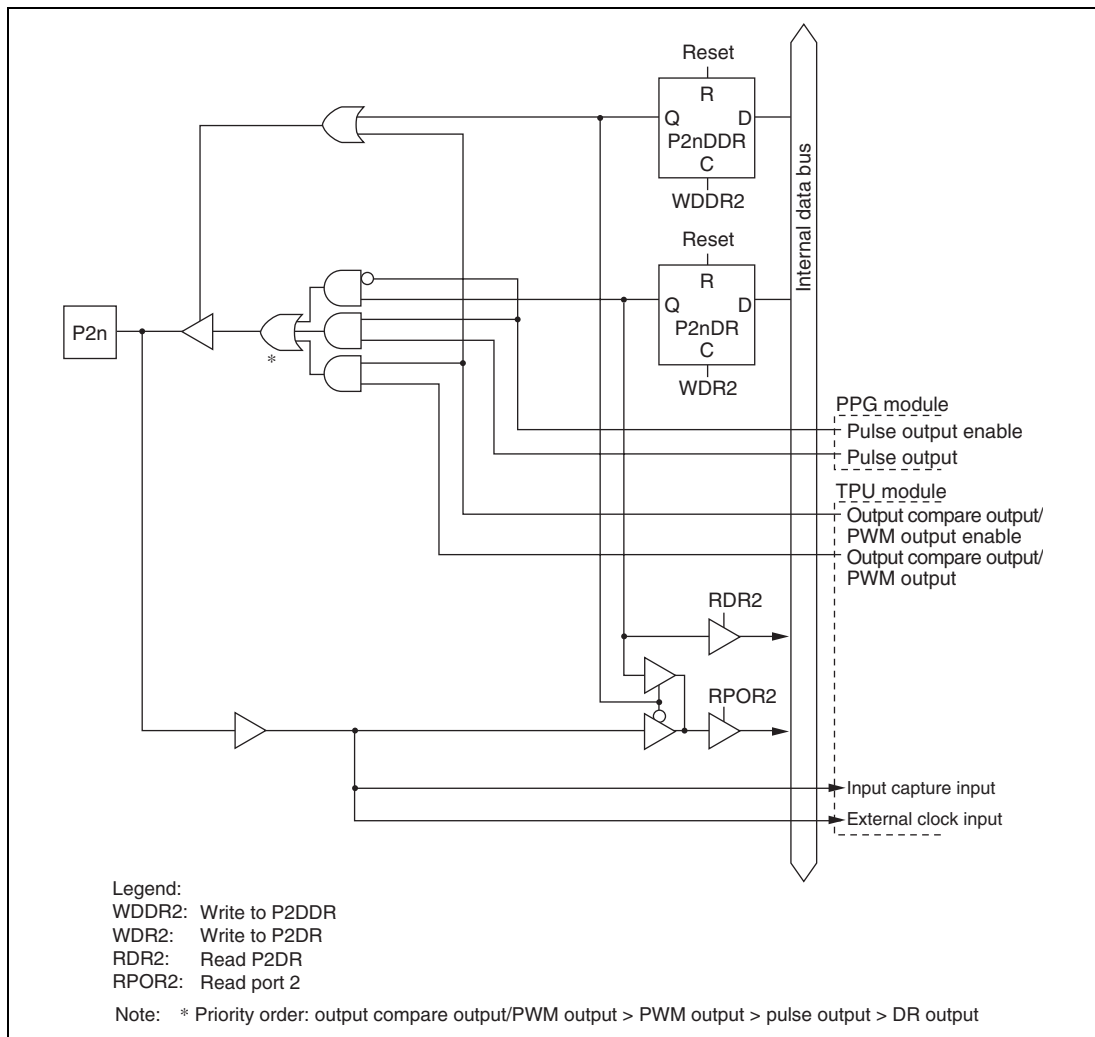 Reset
R
Q D
P2nDDR
C
WDDR2
Internal data bus
Reset
R
Q D
P2nDR
C
WDR2
P2n
*
PPG module
Pulse output enable
Pulse output
TPU module
Output compare output/
PWM output enable
Output compare output/
PWM output
RDR2
RPOR2
Input capture input
External clock input
Legend:
WDDR2: Write to P2DDR
WDR2: Write to P2DR
RDR2: Read P2DR
RPOR2: Read port 2
Note: * Priority order: output compare output/PWM output > PWM output > pulse output > DR output